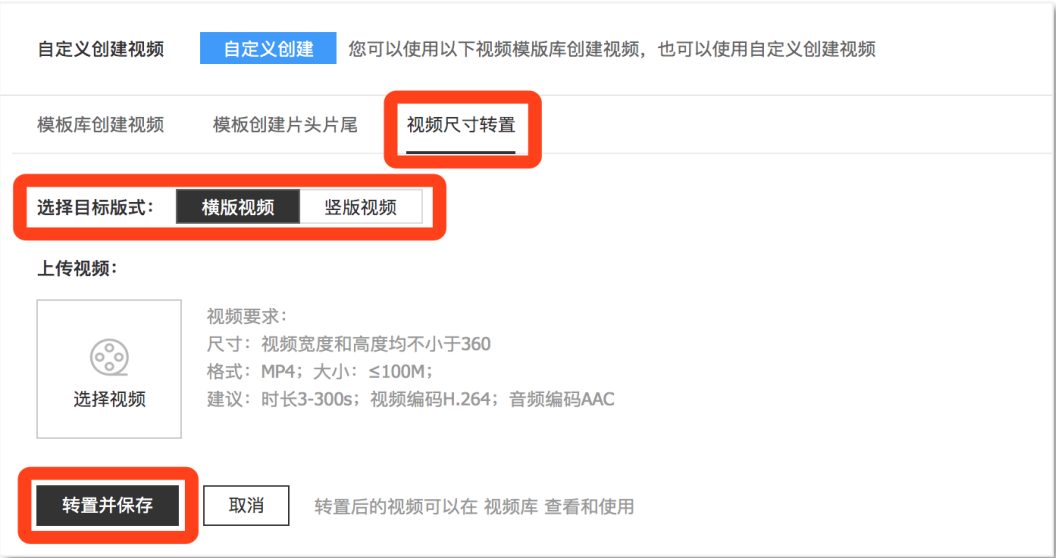 自定义创建视频 自定义创建 您可以使用以下视频模版库创建视频，也可以使用自定义创建视频
模板库创建视频 模板创建片头片尾 视频尺寸转置
选择目标版式： 横版视频 竖版视频
上传视频：
视频要求：
尺寸：视频宽度和高度均不小于360
格式：MP4；大小：≤100M；
选择视频 建议：时长3-300s；视频编码H.264；音频编码AAC
转置并保存 取消 转置后的视频可以在 视频库 查看和使用